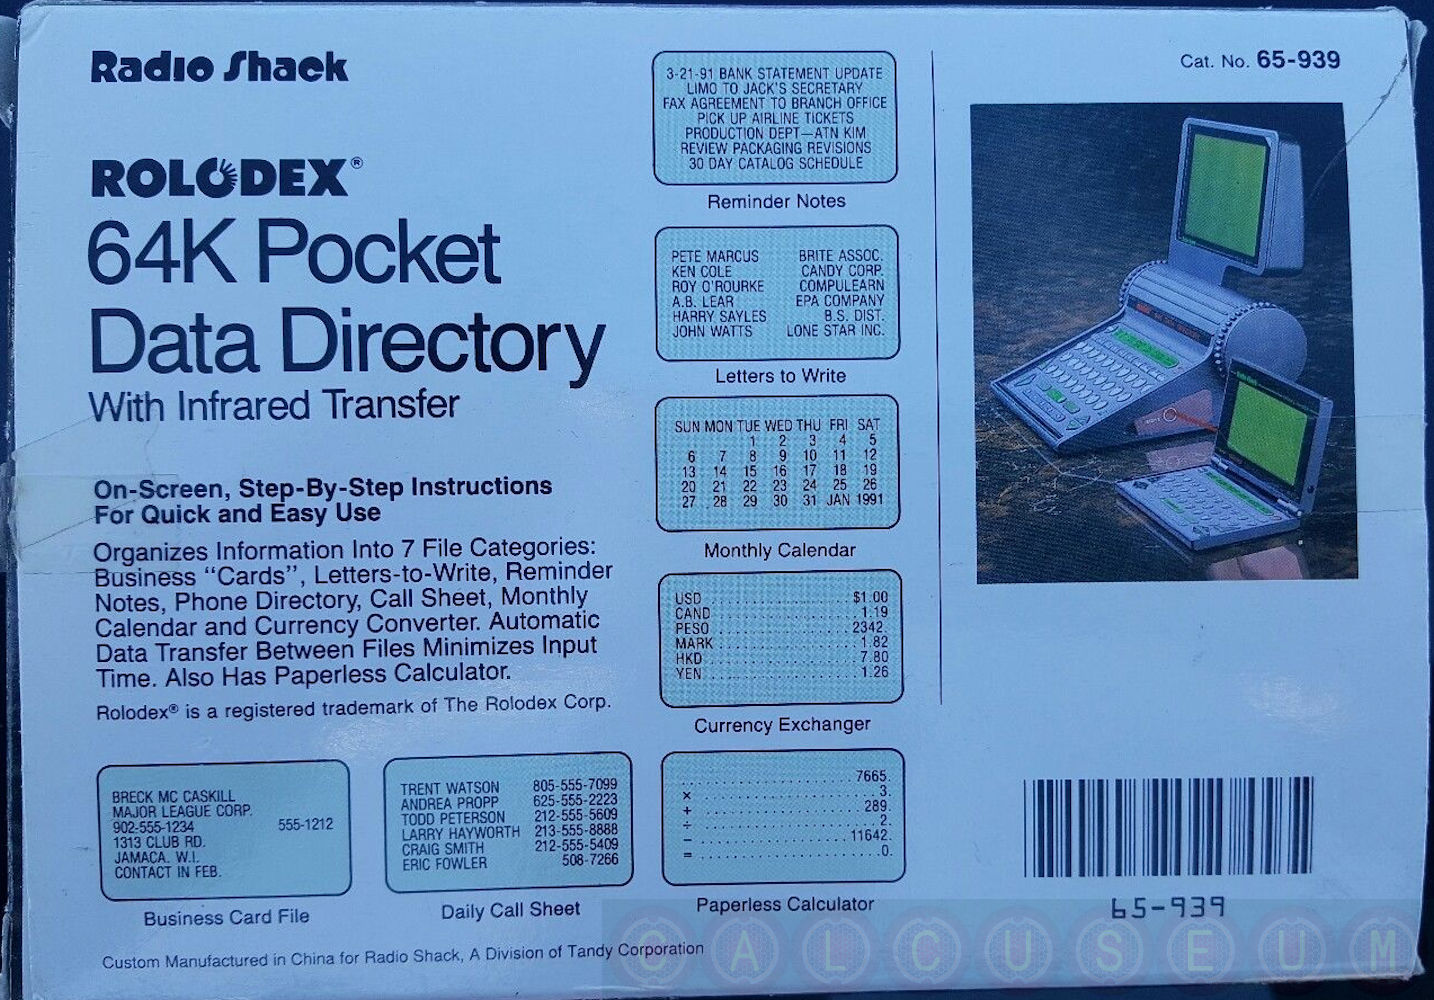 Radio Shack
ROLODEX®
64K Pocket
Data Directory
With Infrared Transfer
On-Screen, Step-By-Step Instructions
For Quick and Easy Use
Organizes Information Into 7 File Categories:
Business “Cards”, Letters-to-Write, Reminder
Notes, Phone Directory, Call Sheet, Monthly
Calendar and Currency Converter. Automatic
Data Transfer Between Files Minimizes Input
Time. Also Has Paperless Calculator.
Rolodex® is a registered trademark of The Rolodex Corp.
BRECK MC CASKILL
MAJOR LEAGUE CORP.
902-555-1234 555-1212
1313 CLUB RD.
JAMACA. W.I.
CONTACT IN FEB.
Business Card File
TRENT WATSON 805-555-7099
ANDREA PROPP 625-555-2223
TODD PETERSON 212-555-5609
LARRY HAYWORTH 213-555-8888
CRAIG SMITH 212-555-5409
ERIC FOWLER 508-7266
Daily Call Sheet
3-21-91 BANK STATEMENT UPDATE
LIMO TO JACK'S SECRETARY
FAX AGREEMENT TO BRANCH OFFICE
PICK UP AIRLINE TICKETS
PRODUCTION DEPT—ATN KIM
REVIEW PACKAGING REVISIONS
30 DAY CATALOG SCHEDULE
Reminder Notes
PETE MARCUS BRITE ASSOC.
KEN COLE CANDY CORP.
ROY O'ROURKE COMPULEARN
A.B. LEAR EPA COMPANY
HARRY SAYLES B.S. DIST.
JOHN WATTS LONE STAR INC.
Letters to Write
SUN MON TUE WED THU FRI SAT
1 2 3 4 5
6 7 8 9 10 11 12
13 14 15 16 17 18 19
20 21 22 23 24 25 26
27 28 29 30 31 JAN 1991
Monthly Calendar
USD ................ $1.00
CAND ................ 1.19
PESO ................ 2342
MARK ................ 1.82
HKD ................ 7.80
YEN ................ 1.26
Currency Exchanger
................ 7665.
× ................ 3.
+ ................ 289.
÷ ................ 2.
− ................ 11642.
= ................ .0.
Paperless Calculator
Cat. No. 65-939
65-939
Custom Manufactured in China for Radio Shack, A Division of Tandy Corporation
CALCUSEUM